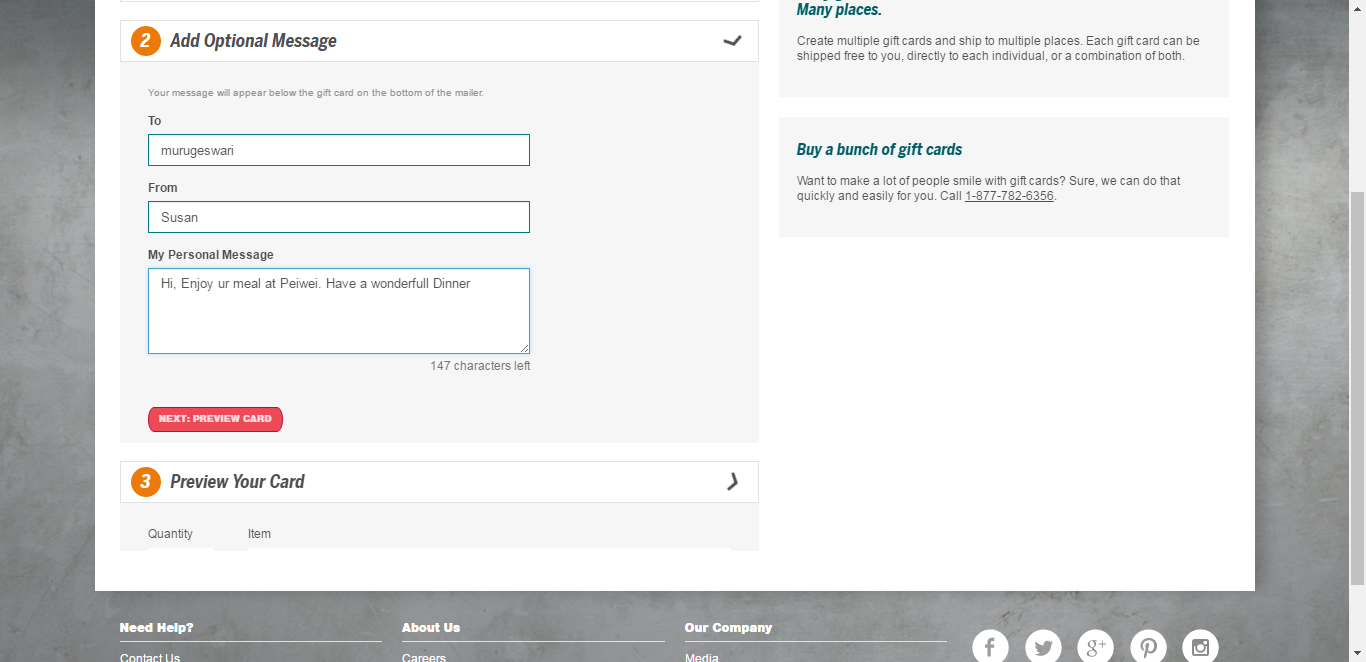 2 Add Optional Message
Your message will appear below the gift card on the bottom of the mailer.
To
murugeswari
From
Susan
My Personal Message
Hi, Enjoy ur meal at Peiwei. Have a wonderfull Dinner
147 characters left
NEXT: PREVIEW CARD
3 Preview Your Card
Quantity Item
Many places.
Create multiple gift cards and ship to multiple places. Each gift card can be
shipped free to you, directly to each individual, or a combination of both.
Buy a bunch of gift cards
Want to make a lot of people smile with gift cards? Sure, we can do that
quickly and easily for you. Call 1-877-782-6356.
Need Help?
Contact Us
About Us
Careers
Our Company
Media